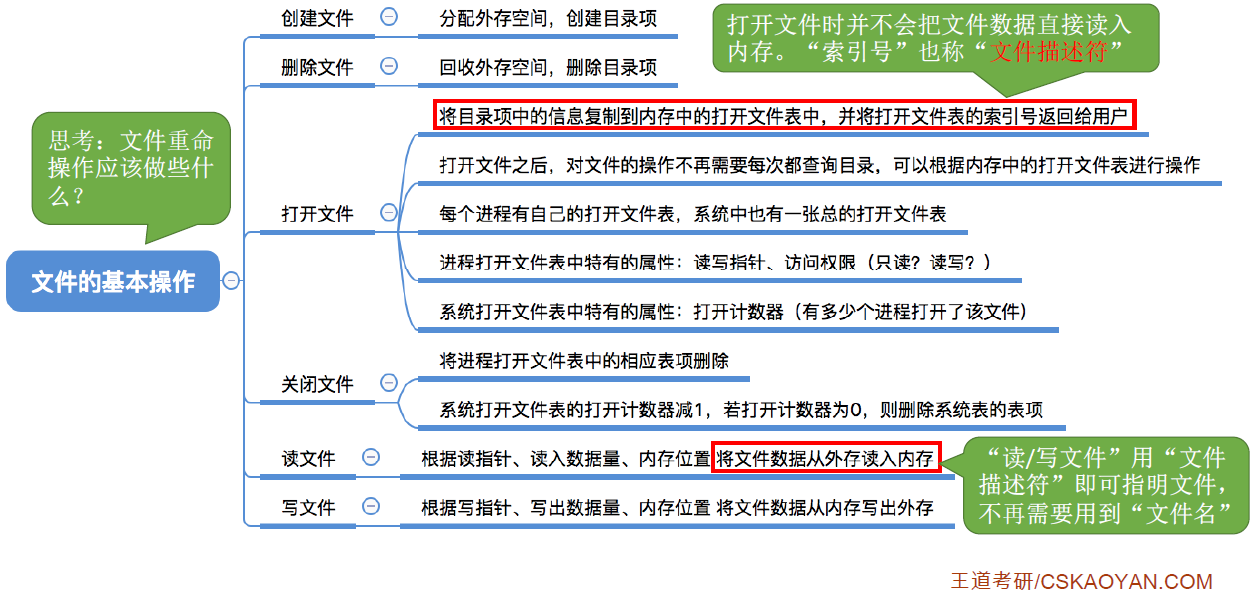 创建文件
分配外存空间，创建目录项
打开文件时并不会把文件数据直接读入
内存。“索引号”也称“文件描述符”
删除文件
回收外存空间，删除目录项
将目录项中的信息复制到内存中的打开文件表中，并将打开文件表的索引号返回给用户
思考：文件重命
操作应该做些什
么？
打开文件之后，对文件的操作不再需要每次都查询目录，可以根据内存中的打开文件表进行操作
打开文件
每个进程有自己的打开文件表，系统中也有一张总的打开文件表
文件的基本操作
进程打开文件表中特有的属性：读写指针、访问权限（只读？读写？）
系统打开文件表中特有的属性：打开计数器（有多少个进程打开了该文件）
将进程打开文件表中的相应表项删除
关闭文件
系统打开文件表的打开计数器减1，若打开计数器为0，则删除系统表的表项
读文件
根据读指针、读入数据量、内存位置 将文件数据从外存读入内存
“读/写文件”用“文件
描述符”即可指明文件，
不再需要用到“文件名”
写文件
根据写指针、写出数据量、内存位置 将文件数据从内存写出外存
王道考研/CSKAOYAN.COM